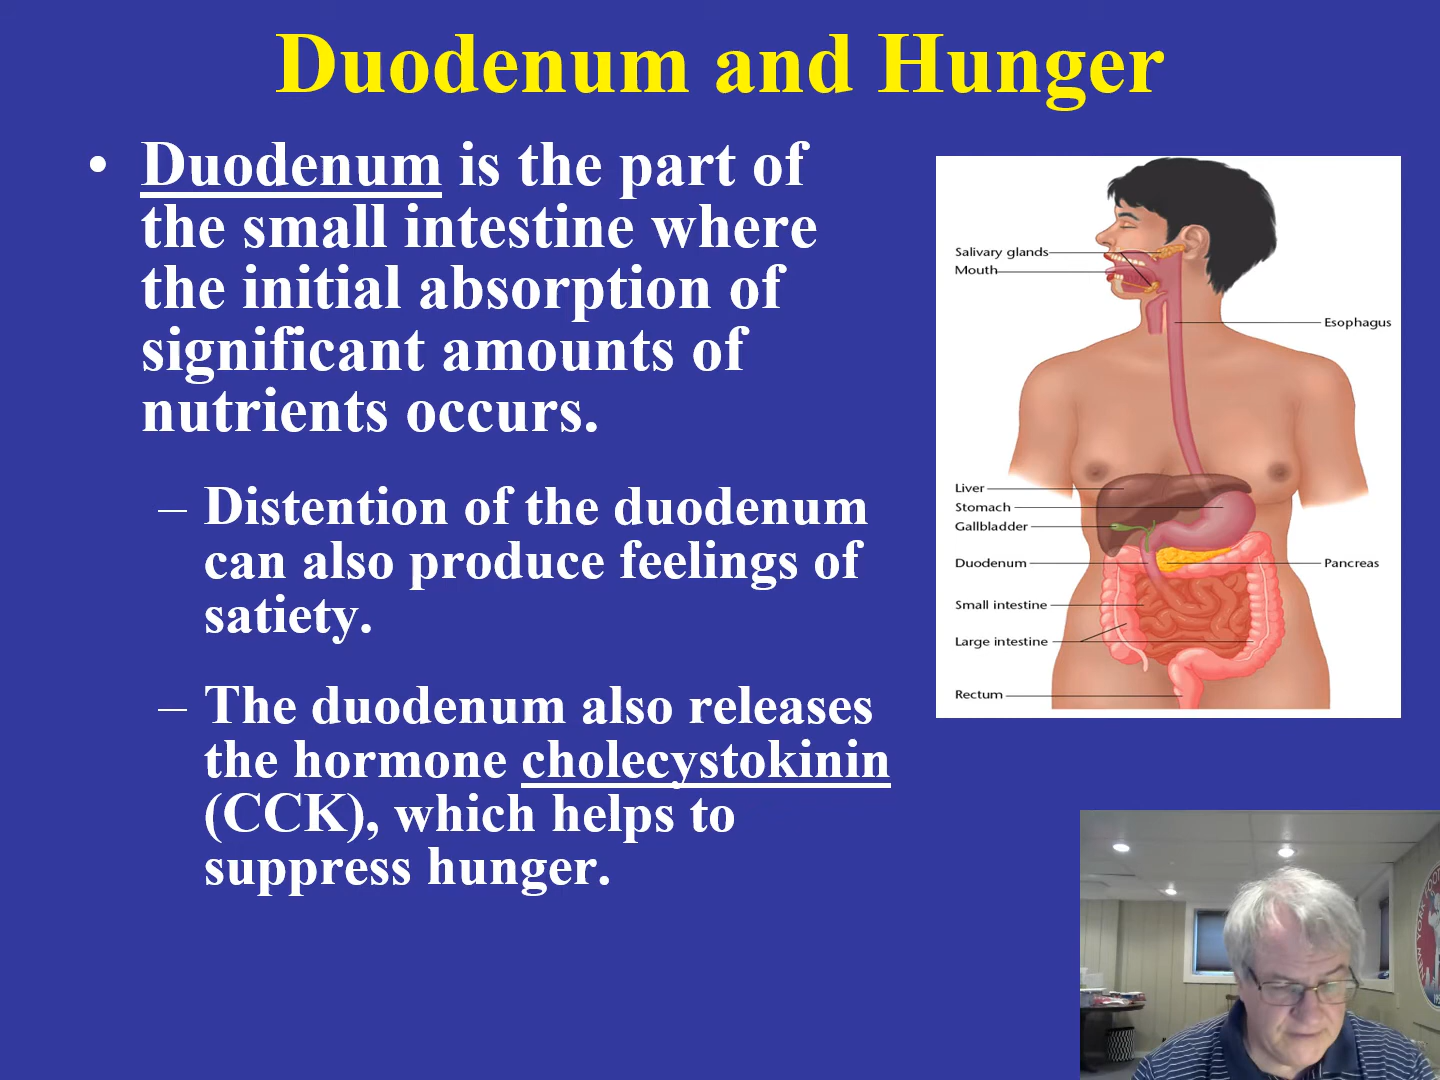 Duodenum and Hunger
• Duodenum is the part of
the small intestine where
the initial absorption of
significant amounts of
nutrients occurs.
– Distention of the duodenum
can also produce feelings of
satiety.
– The duodenum also releases
the hormone cholecystokinin
(CCK), which helps to
suppress hunger.
Salivary glands
Mouth
Esophagus
Liver
Stomach
Gallbladder
Duodenum
Pancreas
Small intestine
Large intestine
Rectum